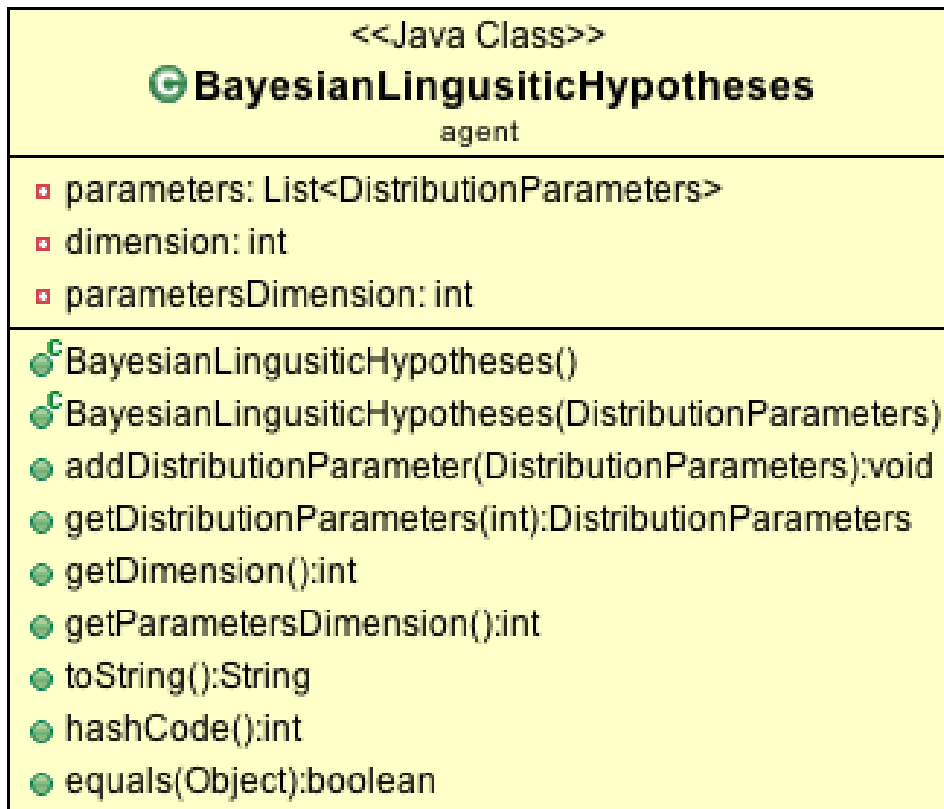 <<Java Class>>
BayesianLingusiticHypotheses
agent
parameters: List<DistributionParameters>
dimension: int
parametersDimension: int
BayesianLingusiticHypotheses()
BayesianLingusiticHypotheses(DistributionParameters)
addDistributionParameter(DistributionParameters):void
getDistributionParameters(int):DistributionParameters
getDimension():int
getParametersDimension():int
toString():String
hashCode():int
equals(Object):boolean